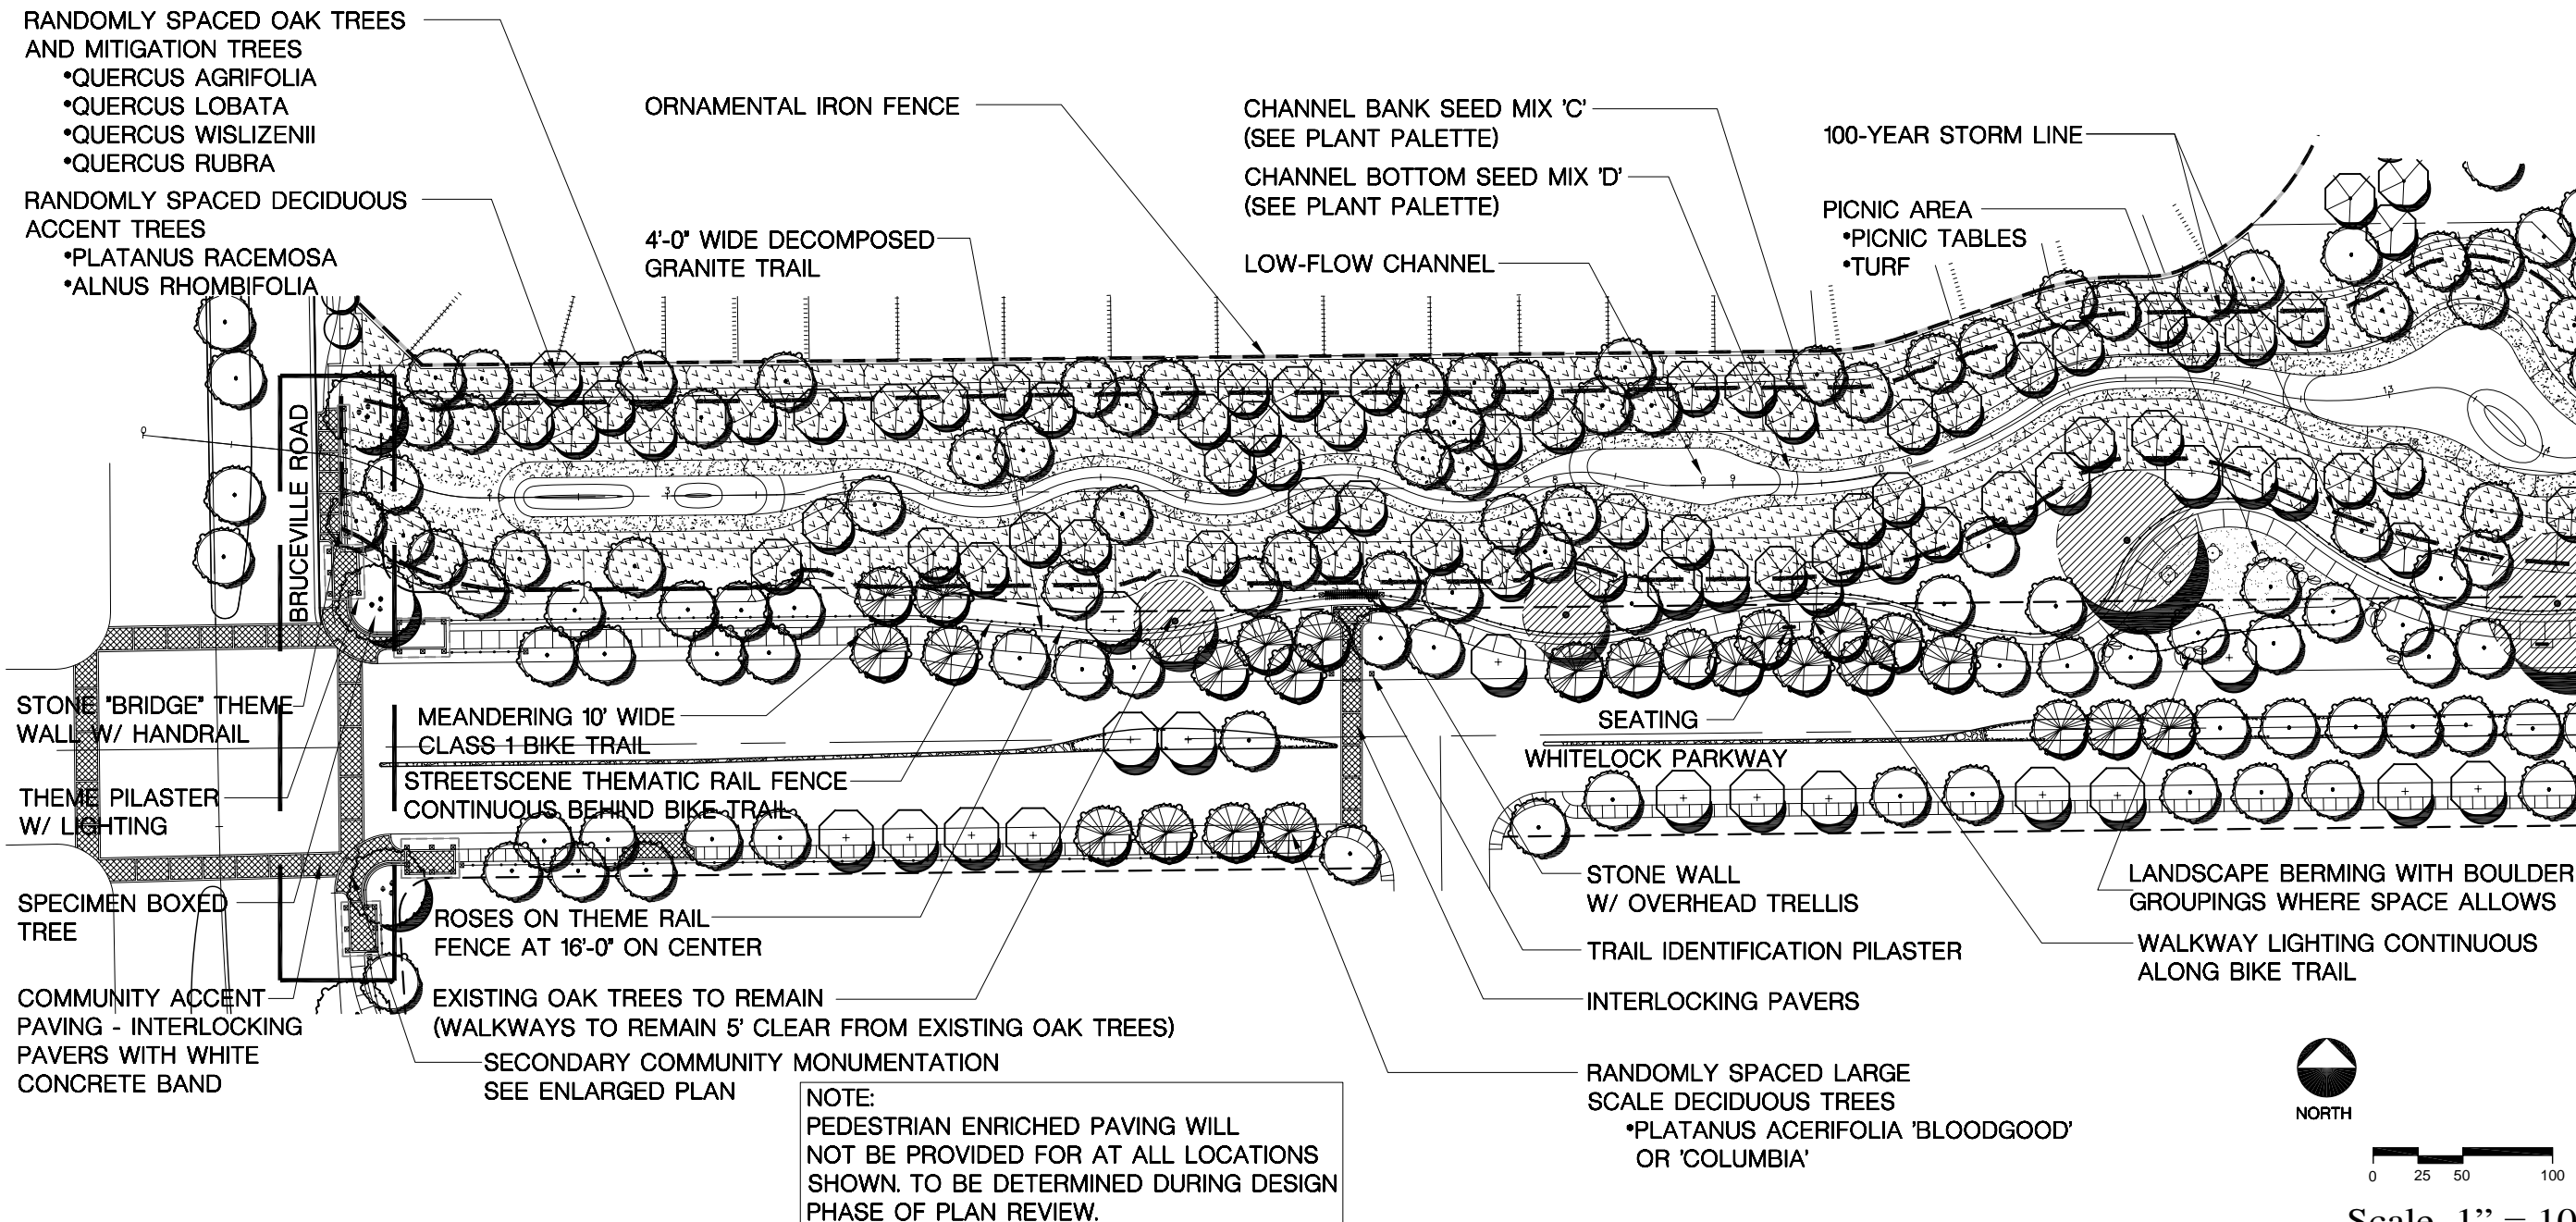 RANDOMLY SPACED OAK TREES
AND MITIGATION TREES
•QUERCUS AGRIFOLIA
•QUERCUS LOBATA
•QUERCUS WISLIZENII
•QUERCUS RUBRA
RANDOMLY SPACED DECIDUOUS
ACCENT TREES
•PLATANUS RACEMOSA
•ALNUS RHOMBIFOLIA
ORNAMENTAL IRON FENCE
4'-0" WIDE DECOMPOSED
GRANITE TRAIL
CHANNEL BANK SEED MIX 'C'
(SEE PLANT PALETTE)
CHANNEL BOTTOM SEED MIX 'D'
(SEE PLANT PALETTE)
LOW-FLOW CHANNEL
100-YEAR STORM LINE
PICNIC AREA
•PICNIC TABLES
•TURF
BRUCEVILLE ROAD
STONE "BRIDGE" THEME
WALL W/ HANDRAIL
THEME PILASTER
W/ LIGHTING
SPECIMEN BOXED
TREE
COMMUNITY ACCENT
PAVING - INTERLOCKING
PAVERS WITH WHITE
CONCRETE BAND
MEANDERING 10' WIDE
CLASS 1 BIKE TRAIL
STREETSCENE THEMATIC RAIL FENCE
CONTINUOUS BEHIND BIKE TRAIL
ROSES ON THEME RAIL
FENCE AT 16'-0" ON CENTER
EXISTING OAK TREES TO REMAIN
(WALKWAYS TO REMAIN 5' CLEAR FROM EXISTING OAK TREES)
SECONDARY COMMUNITY MONUMENTATION
SEE ENLARGED PLAN
NOTE:
PEDESTRIAN ENRICHED PAVING WILL
NOT BE PROVIDED FOR AT ALL LOCATIONS
SHOWN. TO BE DETERMINED DURING DESIGN
PHASE OF PLAN REVIEW.
SEATING
WHITELOCK PARKWAY
STONE WALL
W/ OVERHEAD TRELLIS
TRAIL IDENTIFICATION PILASTER
INTERLOCKING PAVERS
RANDOMLY SPACED LARGE
SCALE DECIDUOUS TREES
•PLATANUS ACERIFOLIA 'BLOODGOOD'
OR 'COLUMBIA'
LANDSCAPE BERMING WITH BOULDER
GROUPINGS WHERE SPACE ALLOWS
WALKWAY LIGHTING CONTINUOUS
ALONG BIKE TRAIL
NORTH
0 25 50 100
Scale 1" = 10